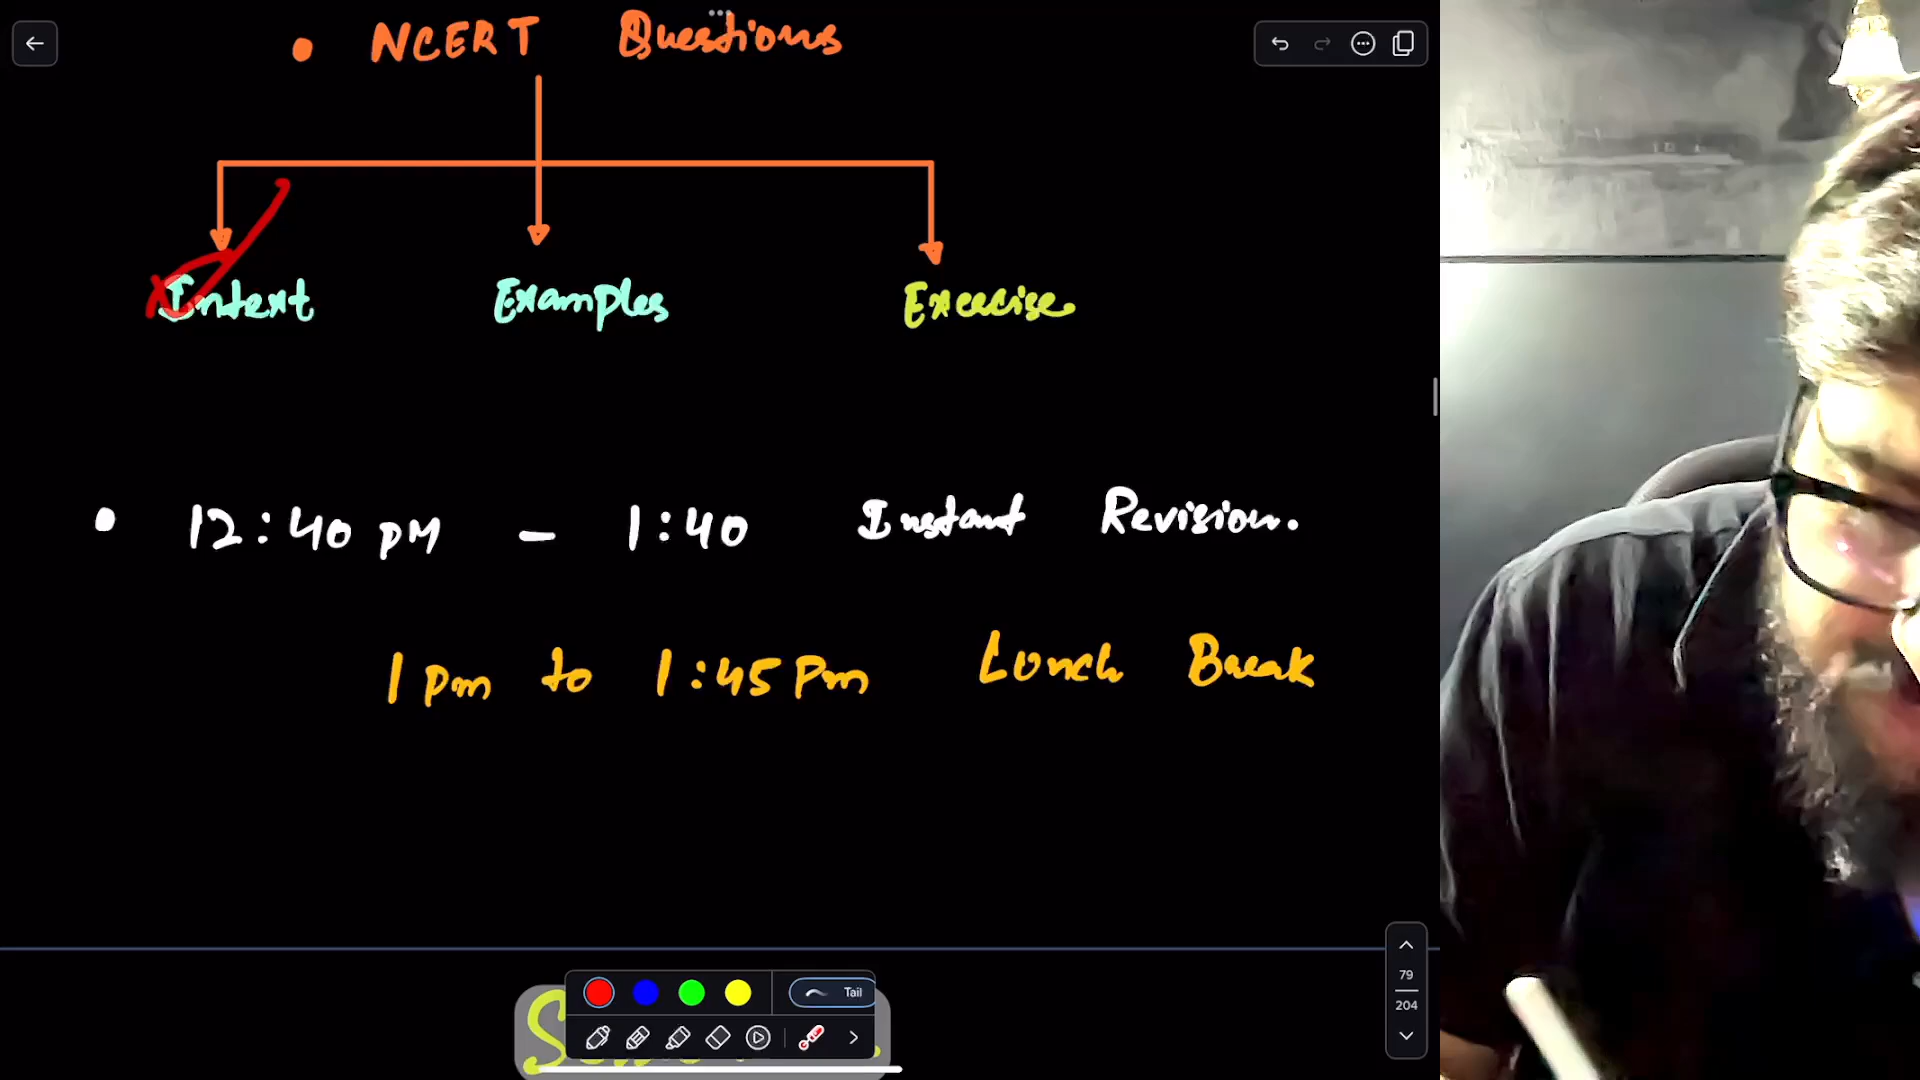 • NCERT Questions
Intext Examples Exercise
• 12:40 PM - 1:40 Instant Revision.
1 Pm to 1:45 Pm Lunch Break
79
204
Tail